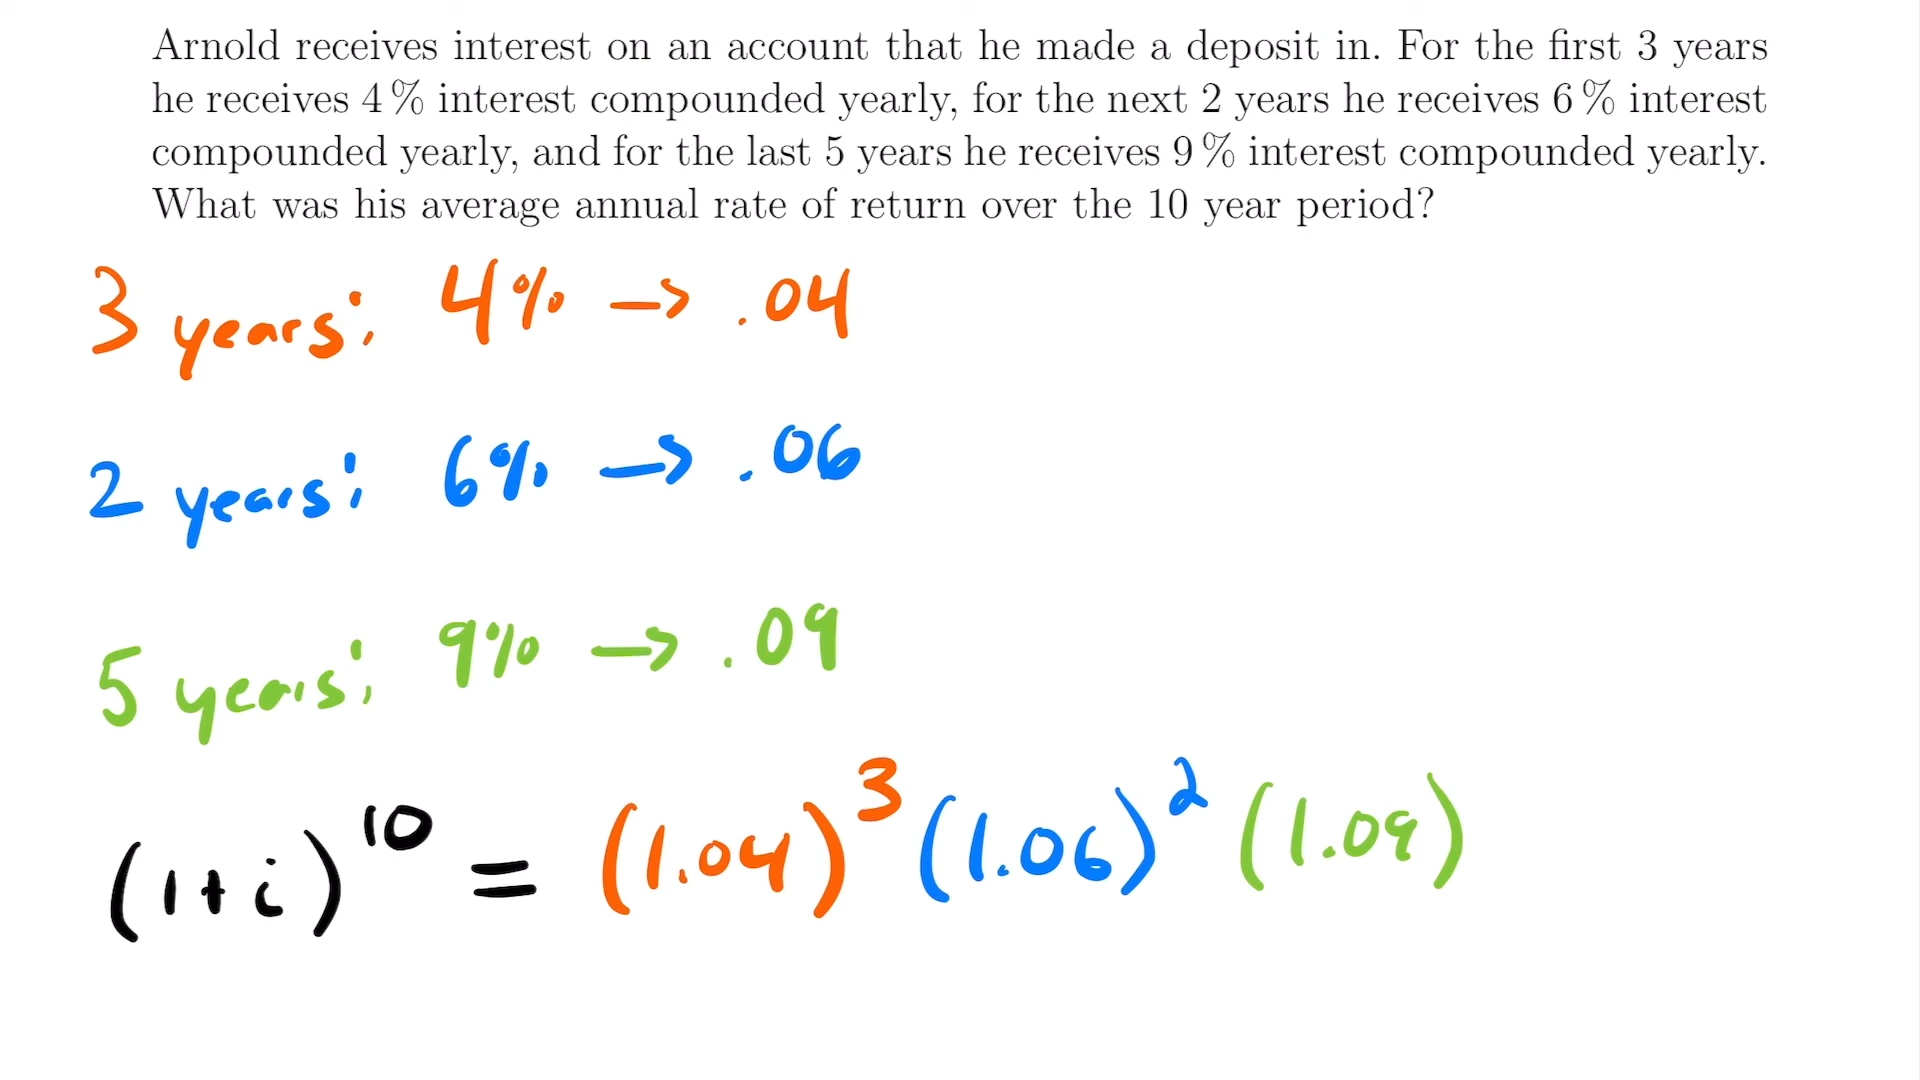 Arnold receives interest on an account that he made a deposit in. For the first 3 years
he receives 4 % interest compounded yearly, for the next 2 years he receives 6 % interest
compounded yearly, and for the last 5 years he receives 9 % interest compounded yearly.
What was his average annual rate of return over the 10 year period?
3 years: 4% → .04
2 years: 6% → .06
5 years: 9% → .09
(1+i)^10 = (1.04)^3 (1.06)^2 (1.09)